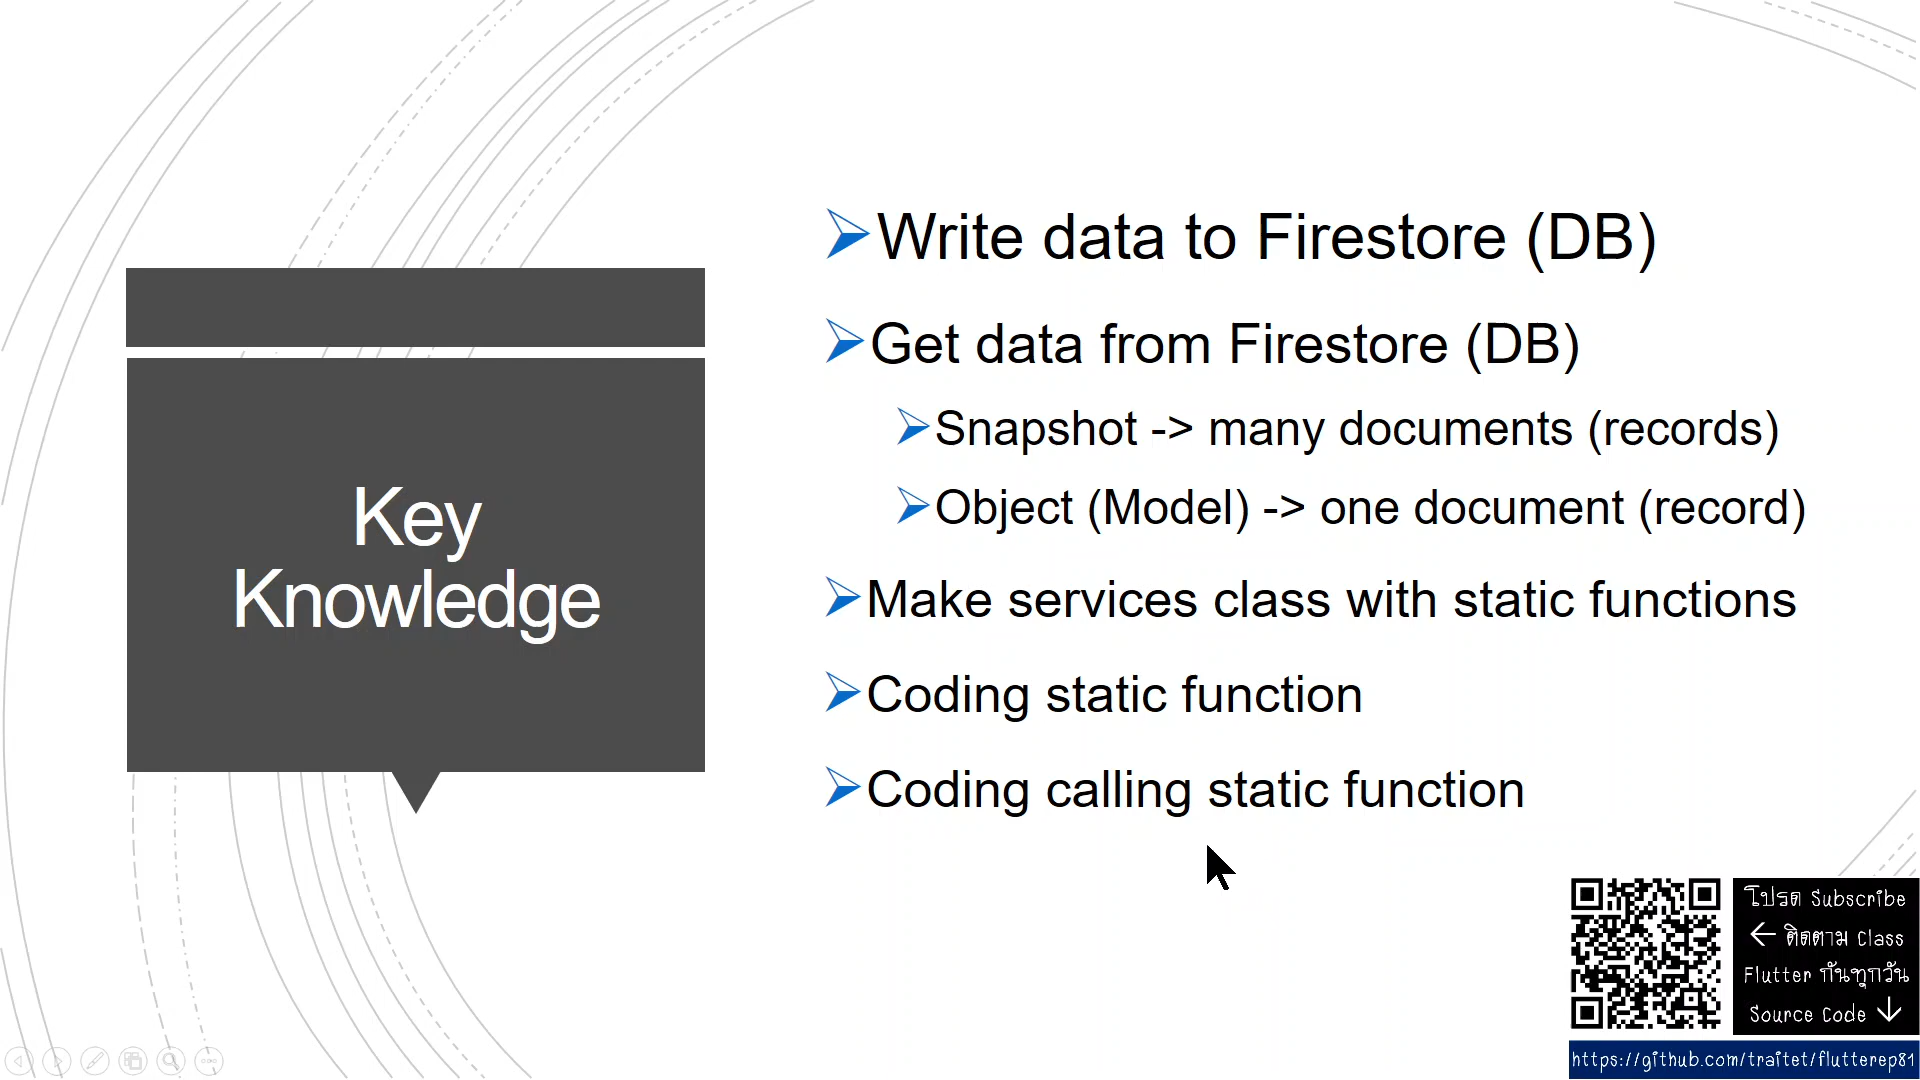 Key
Knowledge
Write data to Firestore (DB)
Get data from Firestore (DB)
Snapshot -> many documents (records)
Object (Model) -> one document (record)
Make services class with static functions
Coding static function
Coding calling static function
โปรด Subscribe
← ติดตาม Class
Flutter กันทุกวัน
Source Code ↓
https://github.com/traitet/flutterep81